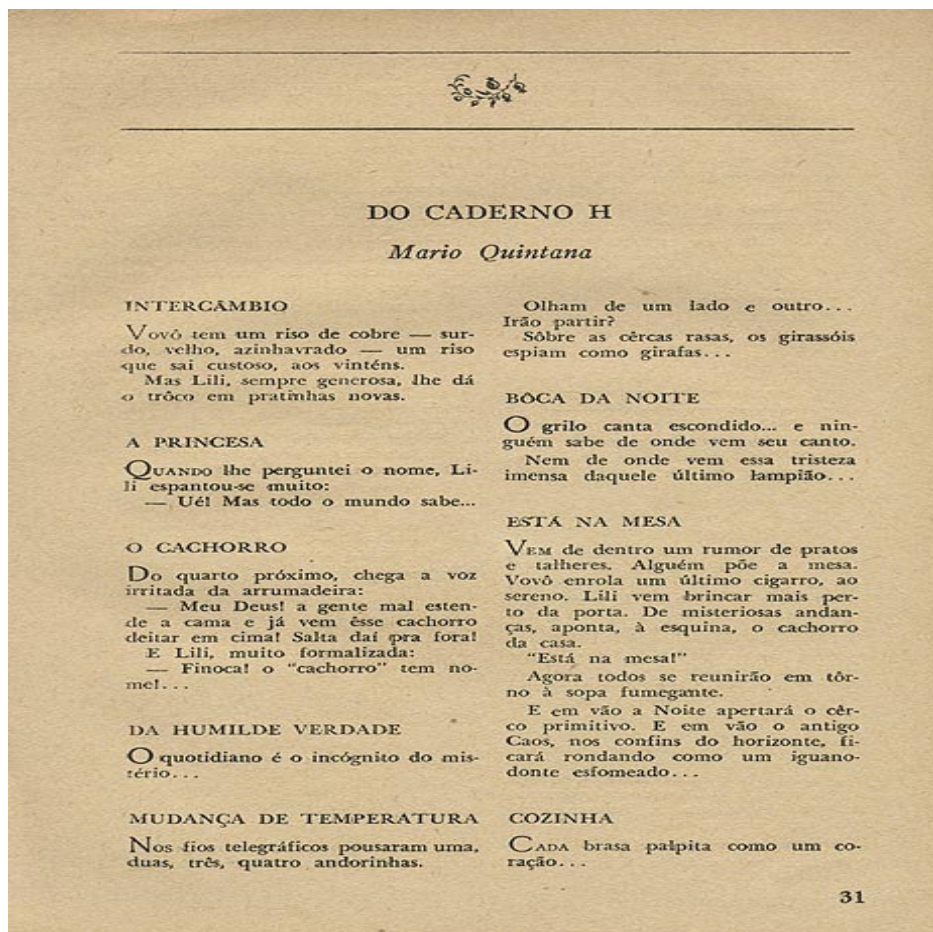 DO CADERNO H
Mario Quintana
INTERCÂMBIO
Vovô tem um riso de cobre — sur-
do, velho, azinhavrado — um riso
que sai custoso, aos vinténs.
Mas Lili, sempre generosa, lhe dá
o trôco em pratinhas novas.
A PRINCESA
QUANDO lhe perguntei o nome, Li-
li espantou-se muito:
— Ué! Mas todo o mundo sabe...
O CACHORRO
Do quarto próximo, chega a voz
irritada da arrumadeira:
— Meu Deus! a gente mal esten-
de a cama e já vem êsse cachorro
deitar em cima! Salta daí pra fora!
E Lili, muito formalizada:
— Finoca! o "cachorro" tem no-
me!...
DA HUMILDE VERDADE
O quotidiano é o incógnito do mis-
tério...
MUDANÇA DE TEMPERATURA
Nos fios telegráficos pousaram uma,
duas, três, quatro andorinhas.
Olham de um lado e outro...
Irão partir?
Sôbre as cêrcas rasas, os girassóis
espiam como girafas...
BÔCA DA NOITE
O grilo canta escondido... e nin-
guém sabe de onde vem seu canto.
Nem de onde vem essa tristeza
imensa daquele último lampião...
ESTÁ NA MESA
VEM de dentro um rumor de pratos
e talheres. Alguém põe a mesa.
Vovô enrola um último cigarro, ao
sereno. Lili vem brincar mais per-
to da porta. De misteriosas andan-
ças, aponta, à esquina, o cachorro
da casa.
"Está na mesa!"
Agora todos se reunirão em tôr-
no à sopa fumegante.
E em vão a Noite apertará o cêr-
co primitivo. E em vão o antigo
Caos, nos confins do horizonte, fi-
cará rondando como um iguano-
donte esfomeado...
COZINHA
CADA brasa palpita como um co-
ração...
31